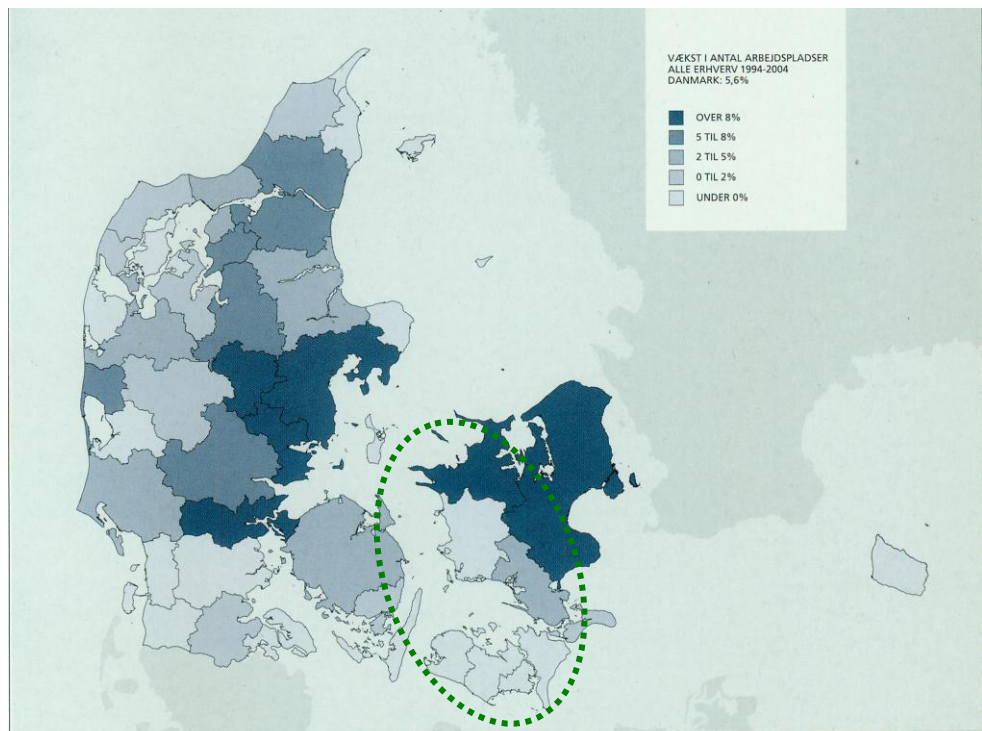 VÆKST I ANTAL ARBEJDSPLADSER
ALLE ERHVERV 1994-2004
DANMARK: 5,6%
OVER 8%
5 TIL 8%
2 TIL 5%
0 TIL 2%
UNDER 0%